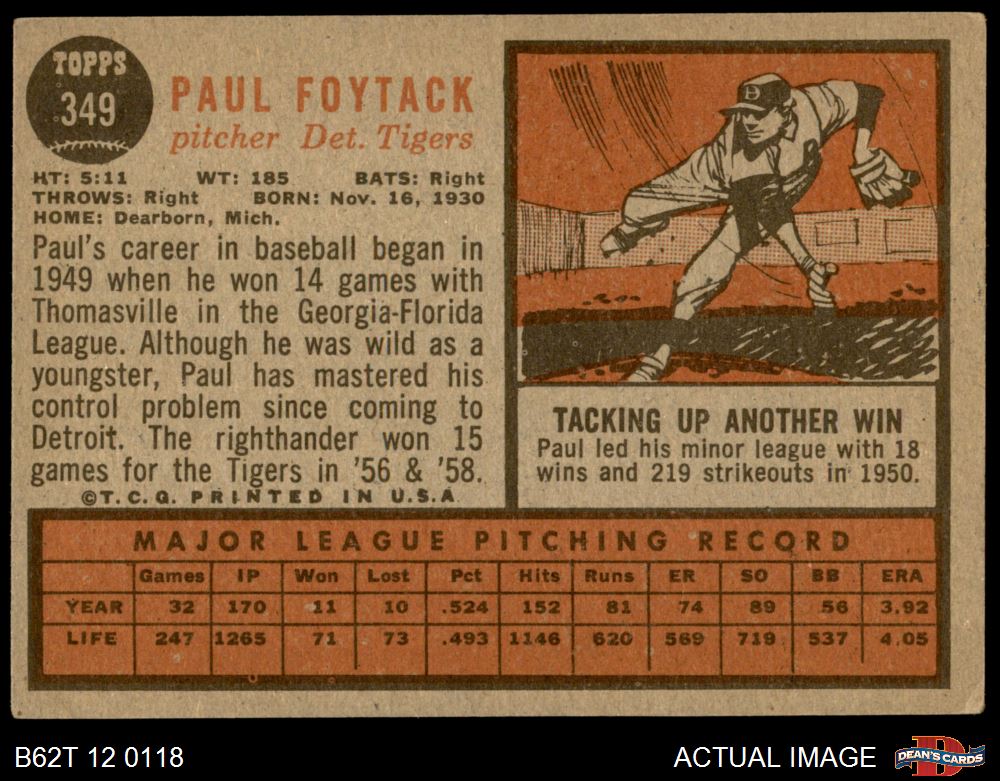 TOPPS
349
PAUL FOYTACK
pitcher Det. Tigers
HT: 5:11 WT: 185 BATS: Right
THROWS: Right BORN: Nov. 16, 1930
HOME: Dearborn, Mich.
Paul's career in baseball began in
1949 when he won 14 games with
Thomasville in the Georgia-Florida
League. Although he was wild as a
youngster, Paul has mastered his
control problem since coming to
Detroit. The righthander won 15
games for the Tigers in '56 & '58.
©T.C.G. PRINTED IN U.S.A
D
TACKING UP ANOTHER WIN
Paul led his minor league with 18
wins and 219 strikeouts in 1950.
MAJOR LEAGUE PITCHING RECORD
Games IP Won Lost Pct Hits Runs ER SO BB ERA
YEAR 32 170 11 10 .524 152 81 74 89 56 3.92
LIFE 247 1265 71 73 .493 1146 620 569 719 537 4.05
B62T 12 0118 ACTUAL IMAGE
D
DEAN'S CARDS